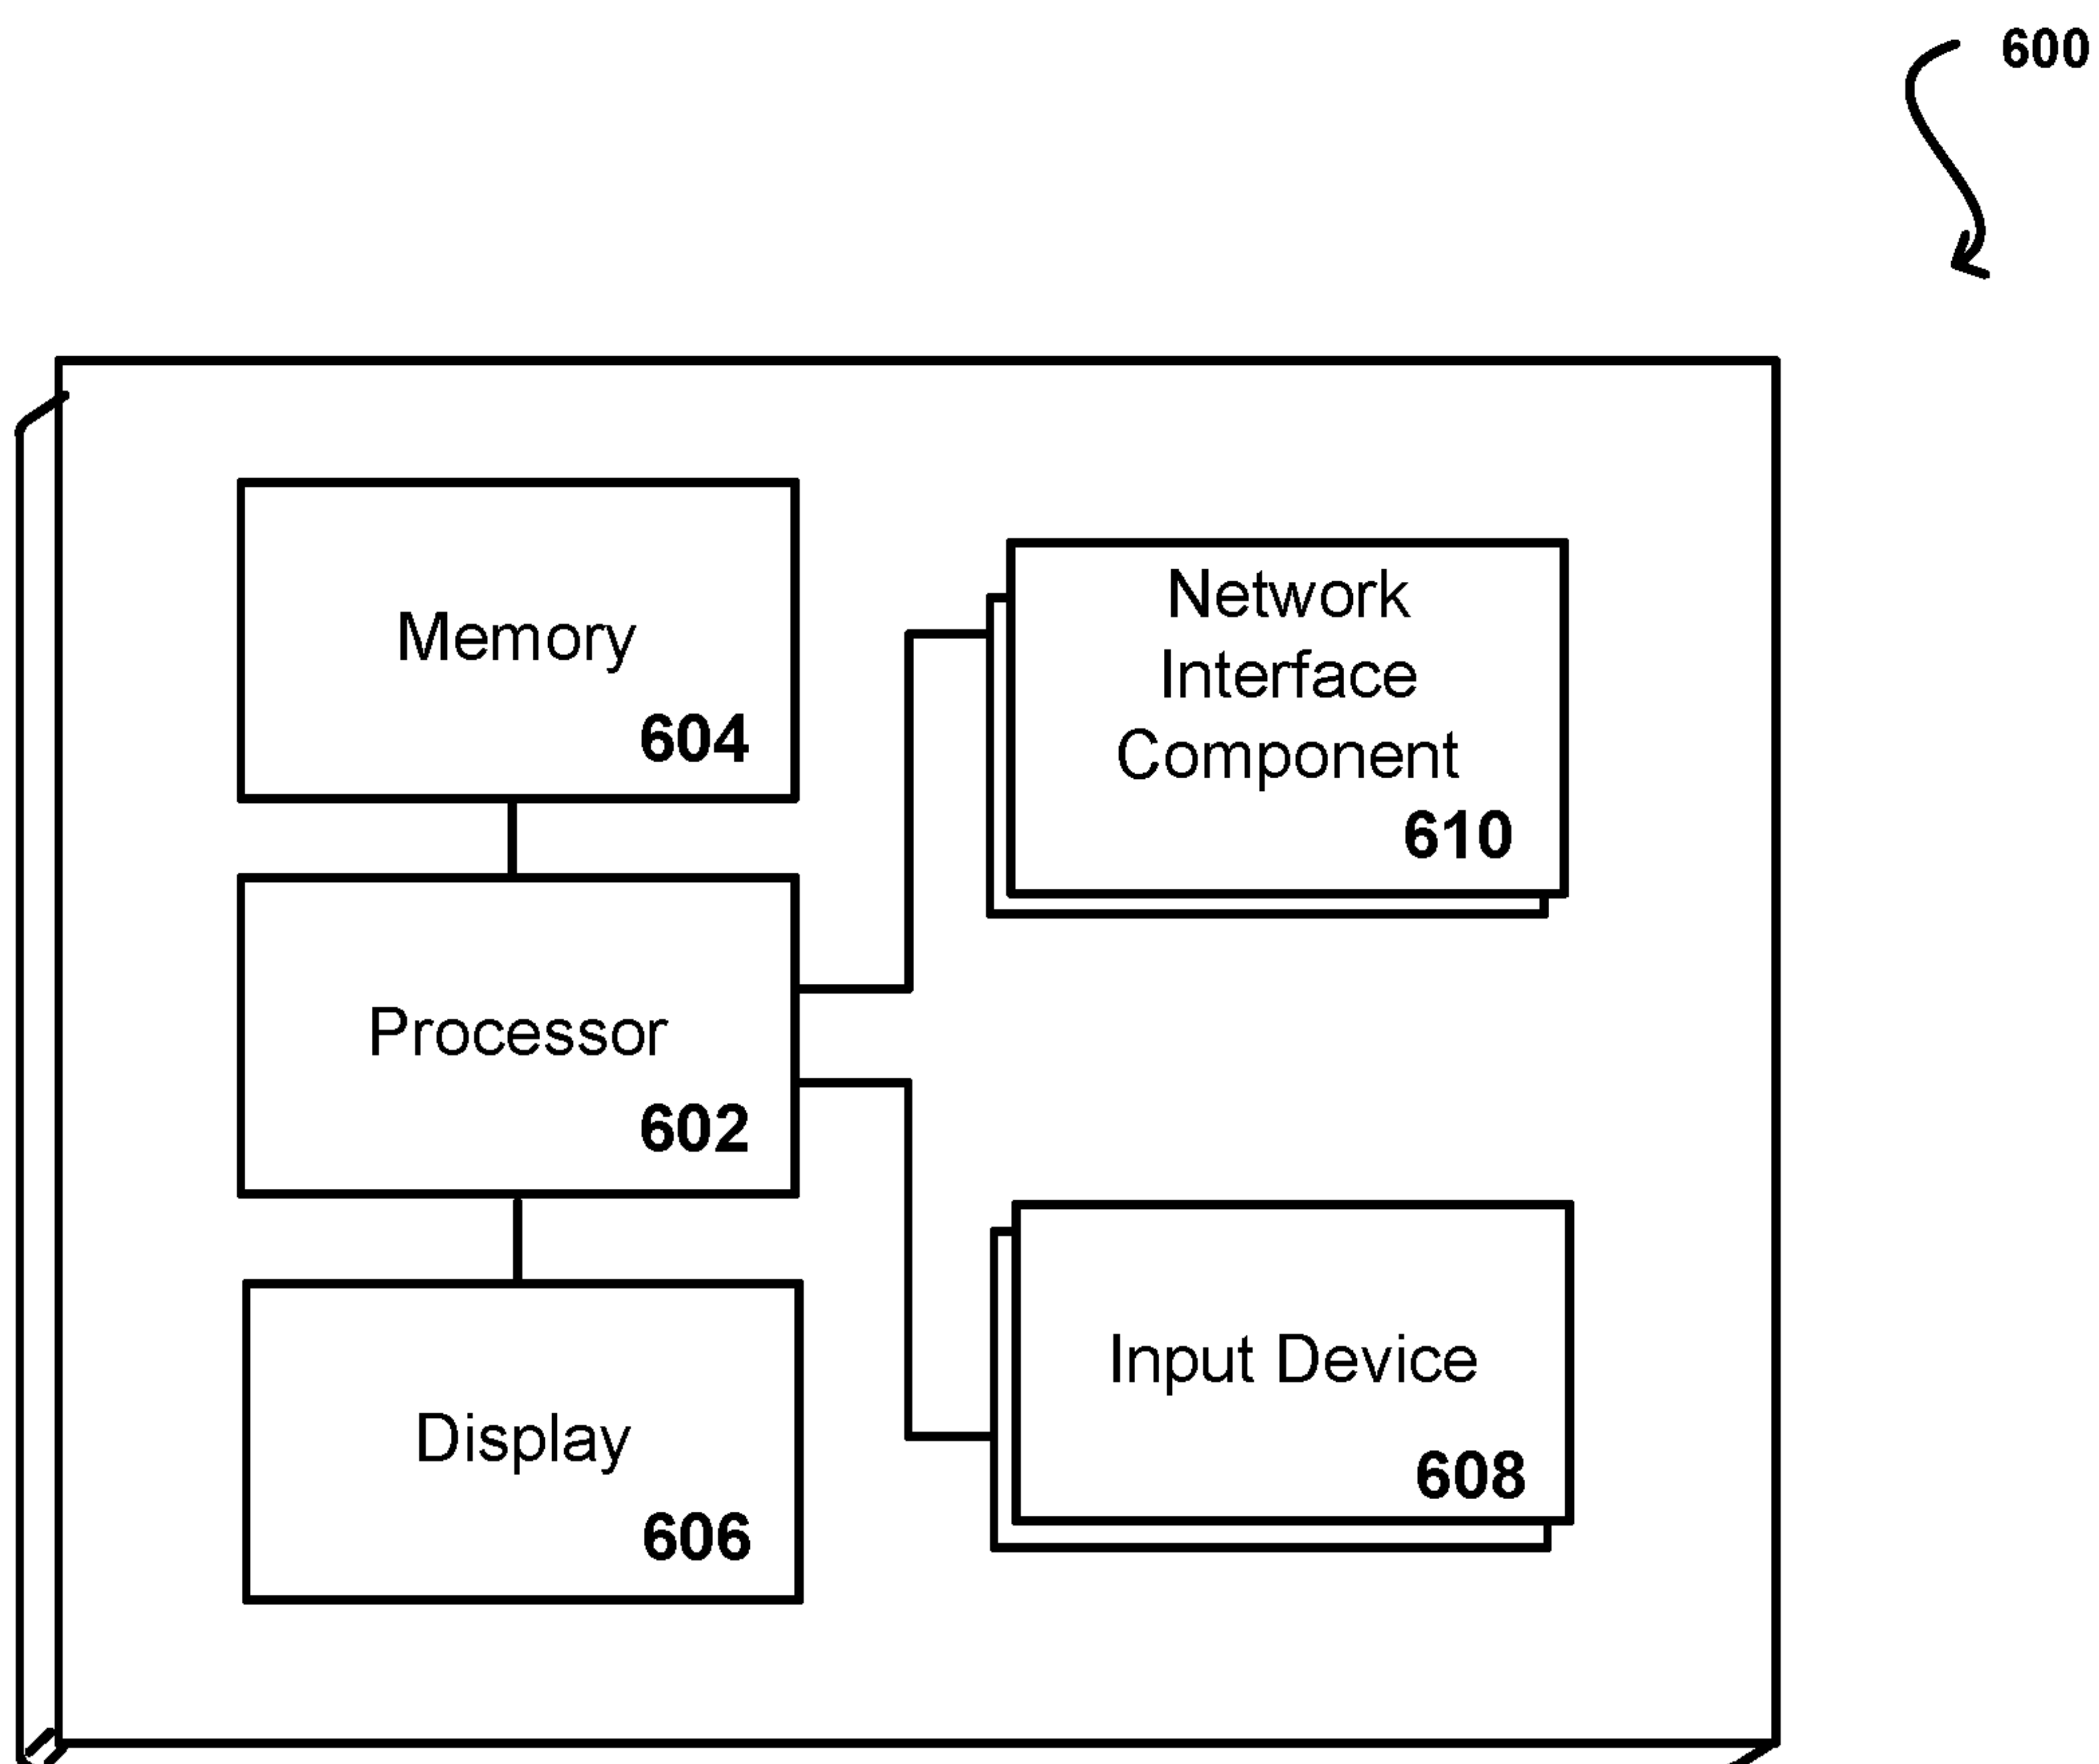 600
Memory
604
Network
Interface
Component
610
Processor
602
Input Device
608
Display
606